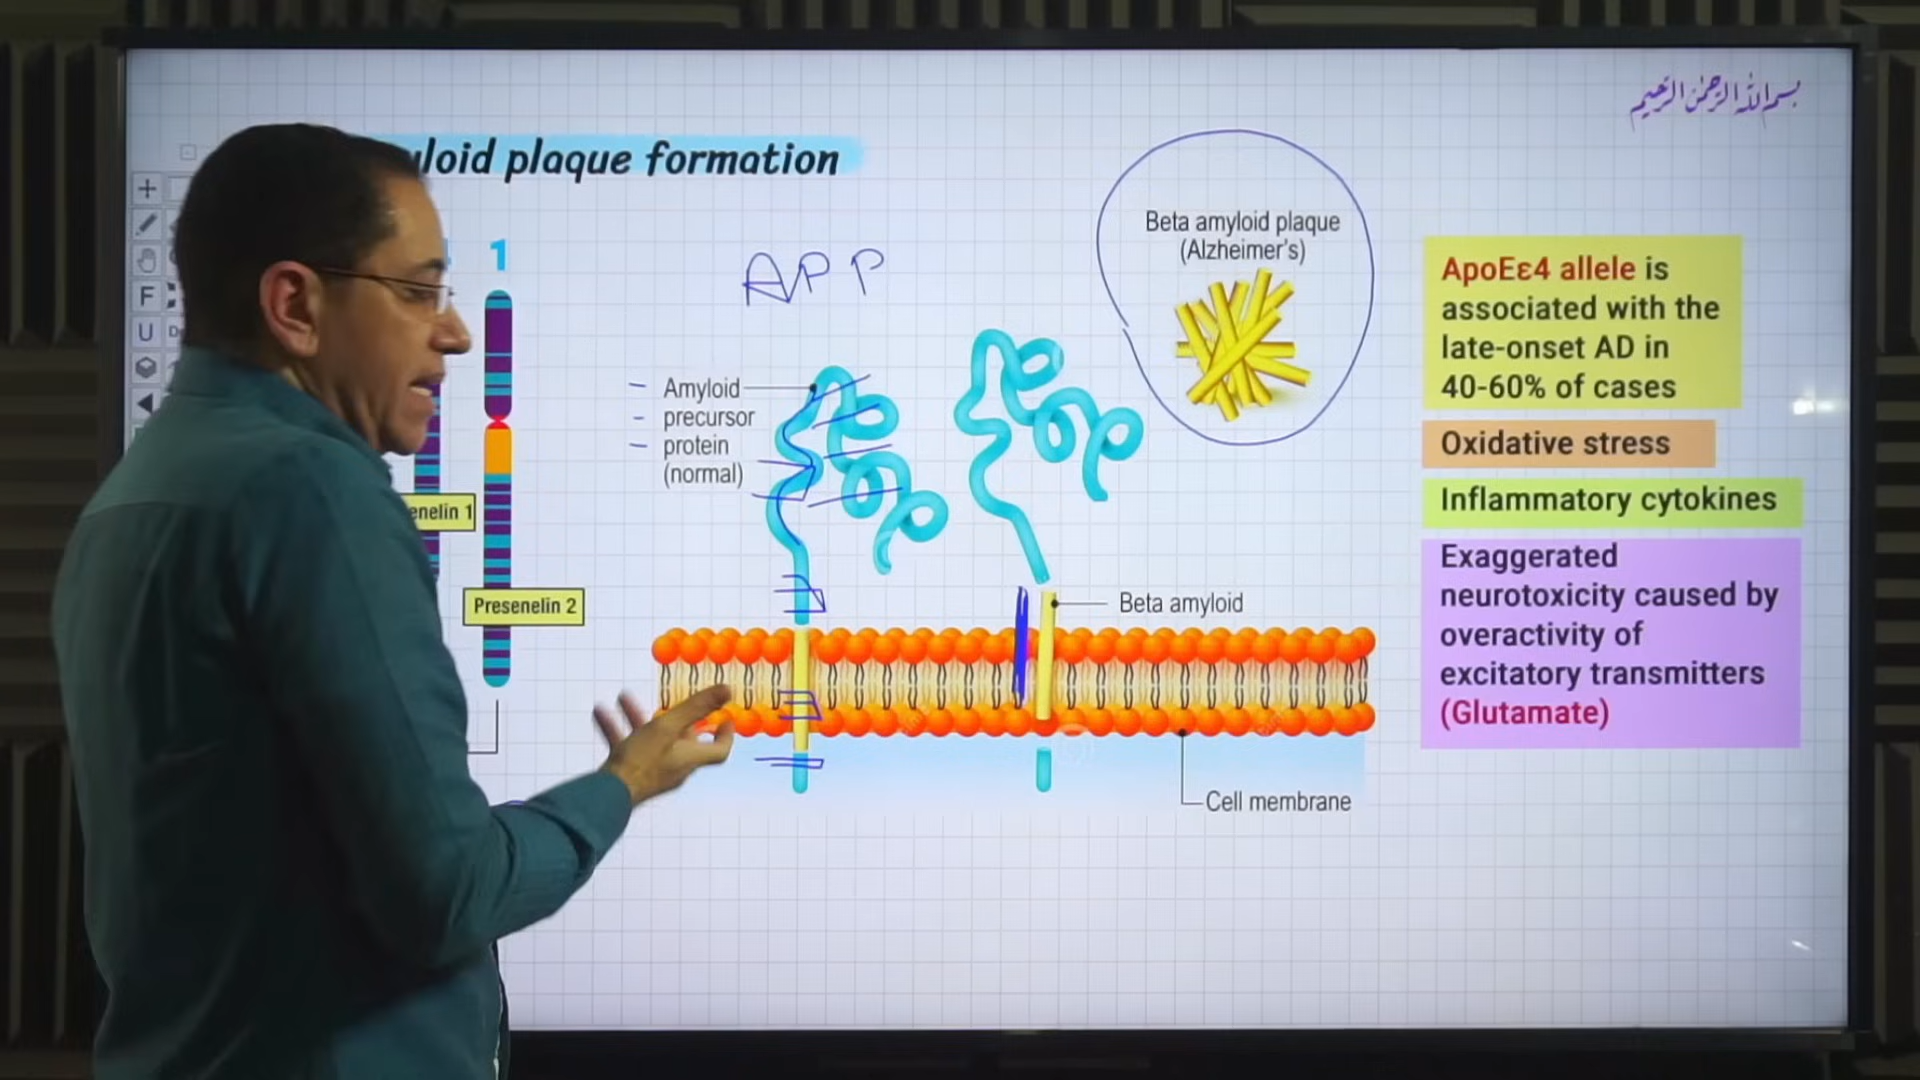 بسم الله الرحمن الرحيم
yloid plaque formation
1
APP
Beta amyloid plaque
(Alzheimer's)
Amyloid
precursor
protein
(normal)
F
U
enelin 1
Presenelin 2
Beta amyloid
Cell membrane
ApoEε4 allele is
associated with the
late-onset AD in
40-60% of cases
Oxidative stress
Inflammatory cytokines
Exaggerated
neurotoxicity caused by
overactivity of
excitatory transmitters
(Glutamate)